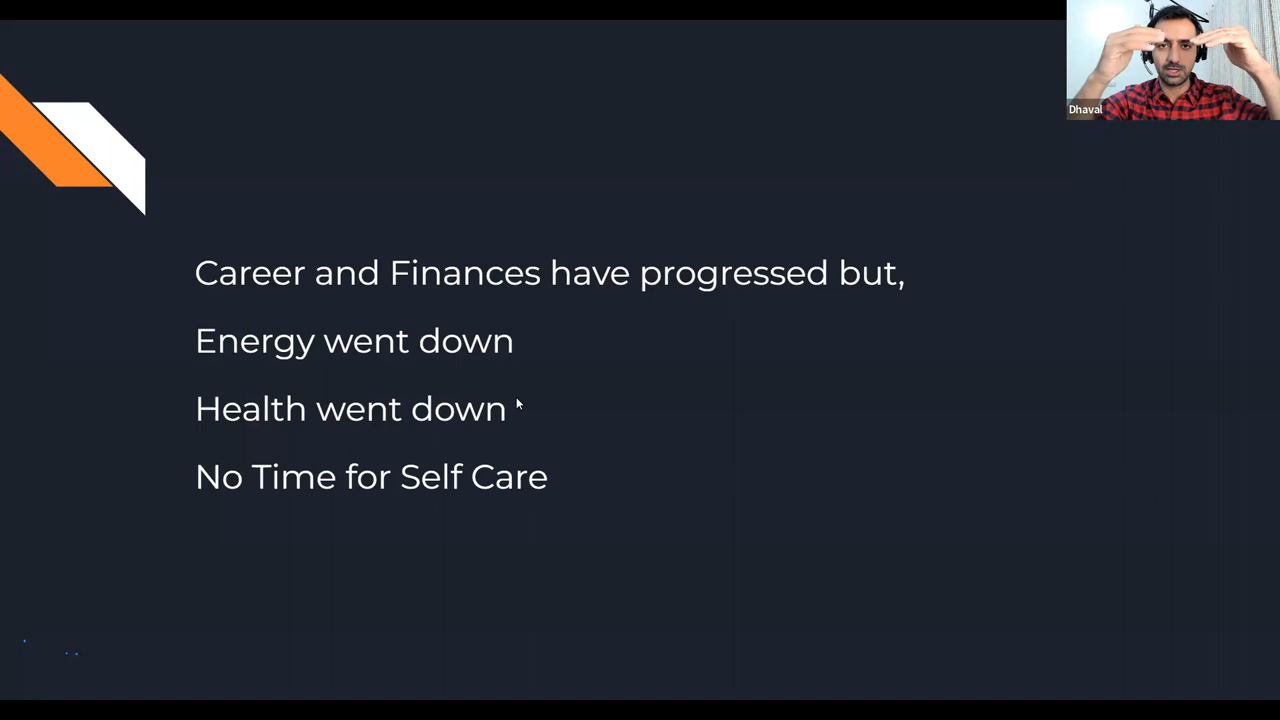 Dhaval
Career and Finances have progressed but,
Energy went down
Health went down
No Time for Self Care